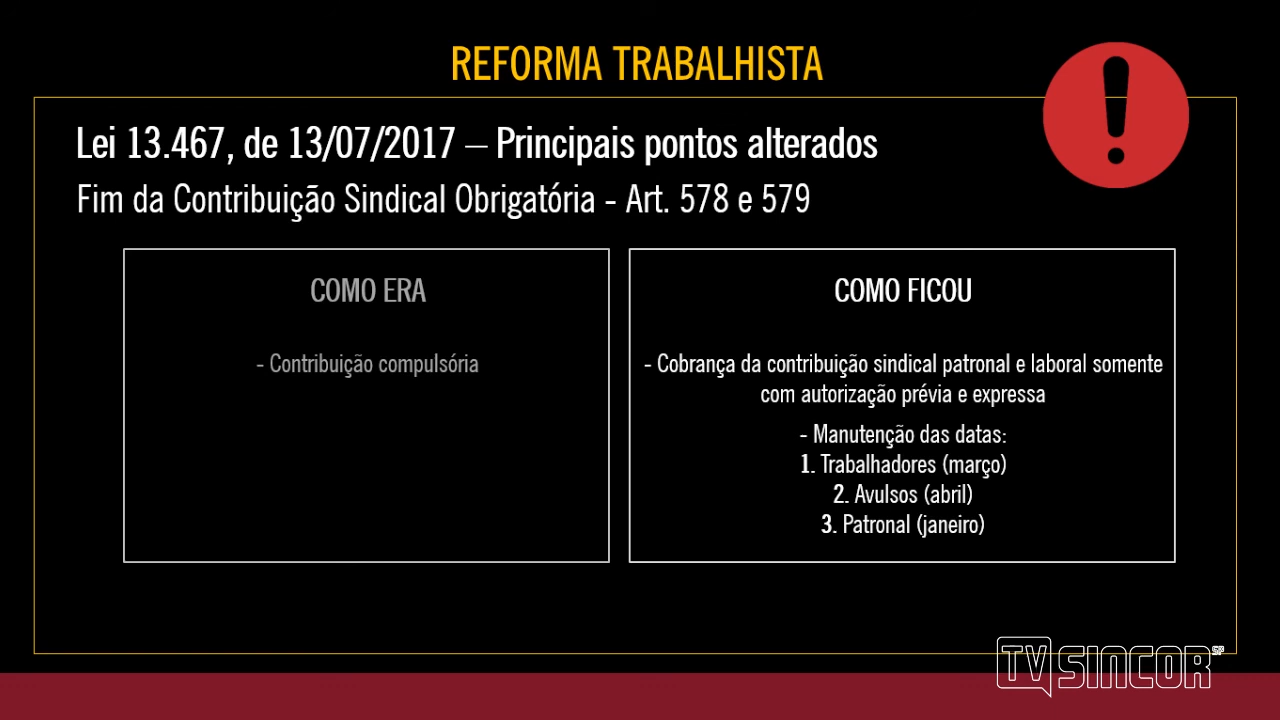 REFORMA TRABALHISTA
Lei 13.467, de 13/07/2017 – Principais pontos alterados
Fim da Contribuição Sindical Obrigatória - Art. 578 e 579
COMO ERA
- Contribuição compulsória
COMO FICOU
- Cobrança da contribuição sindical patronal e laboral somente
com autorização prévia e expressa
- Manutenção das datas:
1. Trabalhadores (março)
2. Avulsos (abril)
3. Patronal (janeiro)
TV SINCOR SP